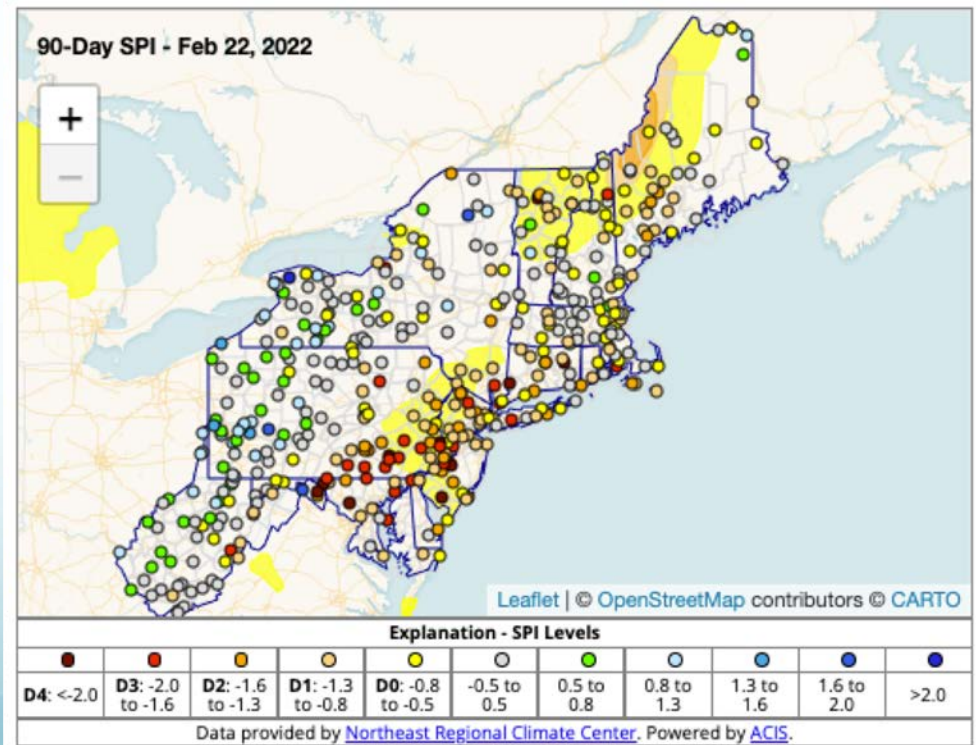 90-Day SPI - Feb 22, 2022
+
−
Leaflet | © OpenStreetMap contributors © CARTO
Explanation - SPI Levels
D4: <-2.0
D3: -2.0
to -1.6
D2: -1.6
to -1.3
D1: -1.3
to -0.8
D0: -0.8
to -0.5
-0.5 to
0.5
0.5 to
0.8
0.8 to
1.3
1.3 to
1.6
1.6 to
2.0
>2.0
Data provided by Northeast Regional Climate Center. Powered by ACIS.